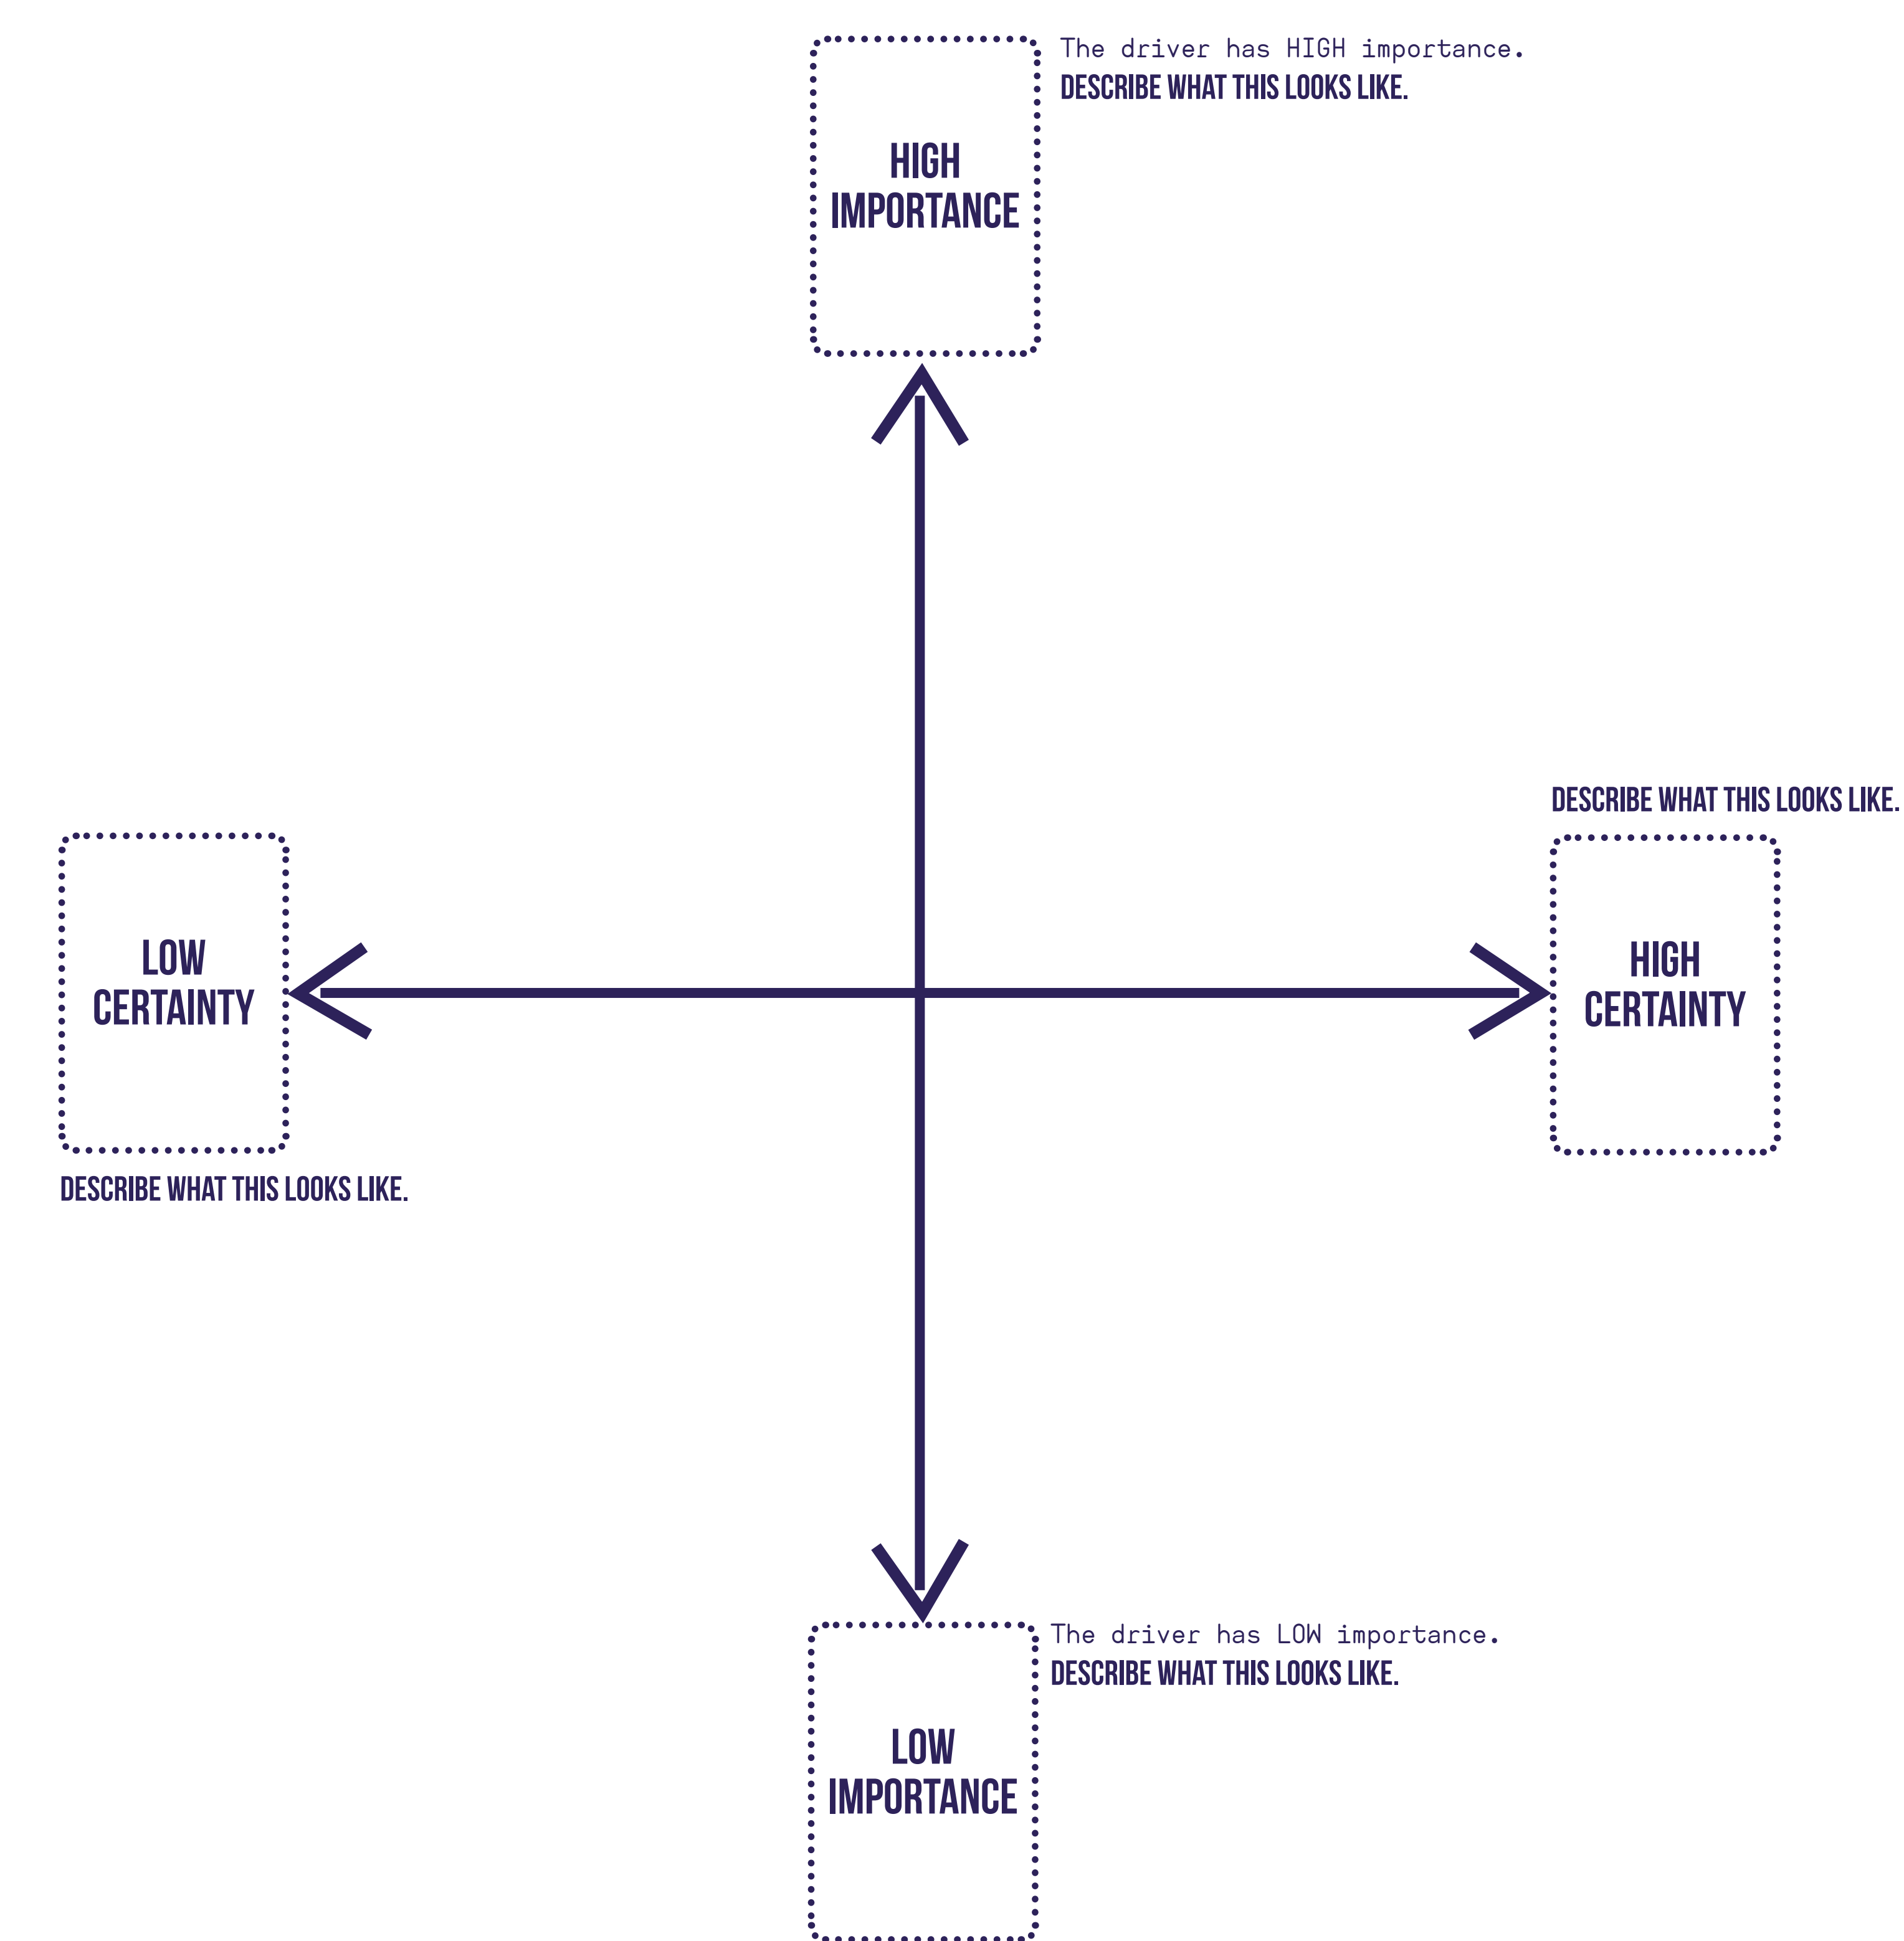 The driver has HIGH importance.
DESCRIBE WHAT THIS LOOKS LIKE.
HIGH
IMPORTANCE
DESCRIBE WHAT THIS LOOKS LIKE.
LOW
CERTAINTY
HIGH
CERTAINTY
DESCRIBE WHAT THIS LOOKS LIKE.
The driver has LOW importance.
DESCRIBE WHAT THIS LOOKS LIKE.
LOW
IMPORTANCE